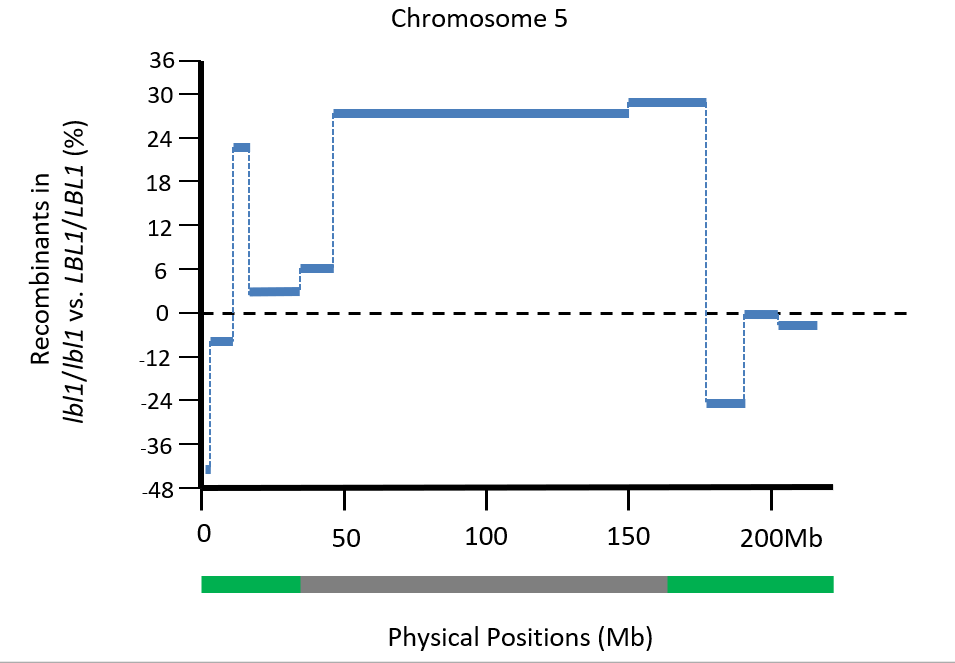 Chromosome 5
Recombinants in
lbl1/lbl1 vs. LBL1/LBL1 (%)
36
30
24
18
12
6
0
-12
-24
-36
-48
0 50 100 150 200Mb
Physical Positions (Mb)